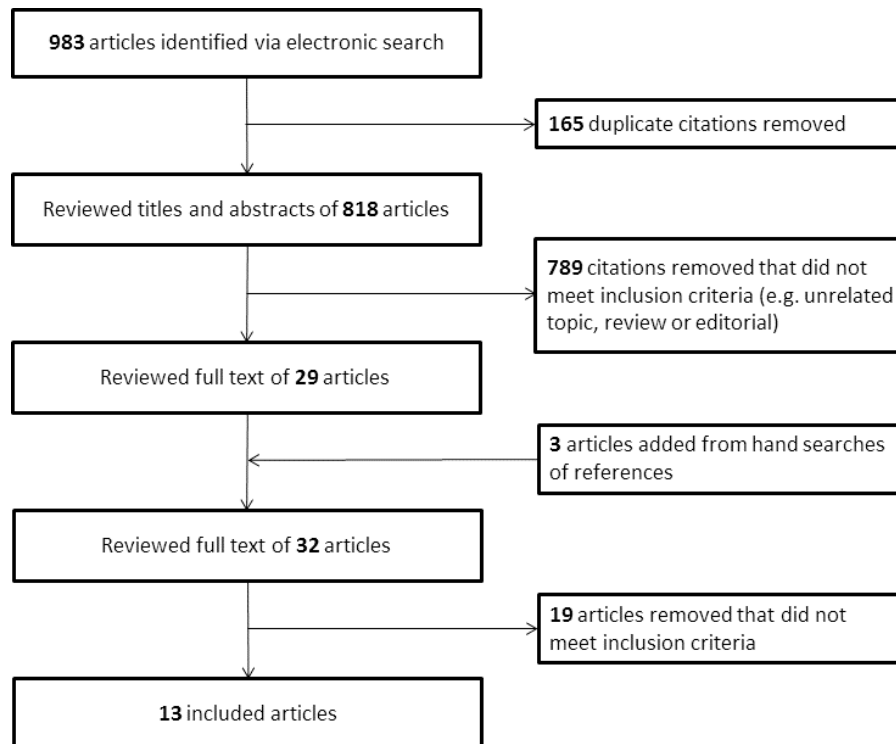 983 articles identified via electronic search
165 duplicate citations removed
Reviewed titles and abstracts of 818 articles
789 citations removed that did not
meet inclusion criteria (e.g. unrelated
topic, review or editorial)
Reviewed full text of 29 articles
3 articles added from hand searches
of references
Reviewed full text of 32 articles
19 articles removed that did not
meet inclusion criteria
13 included articles